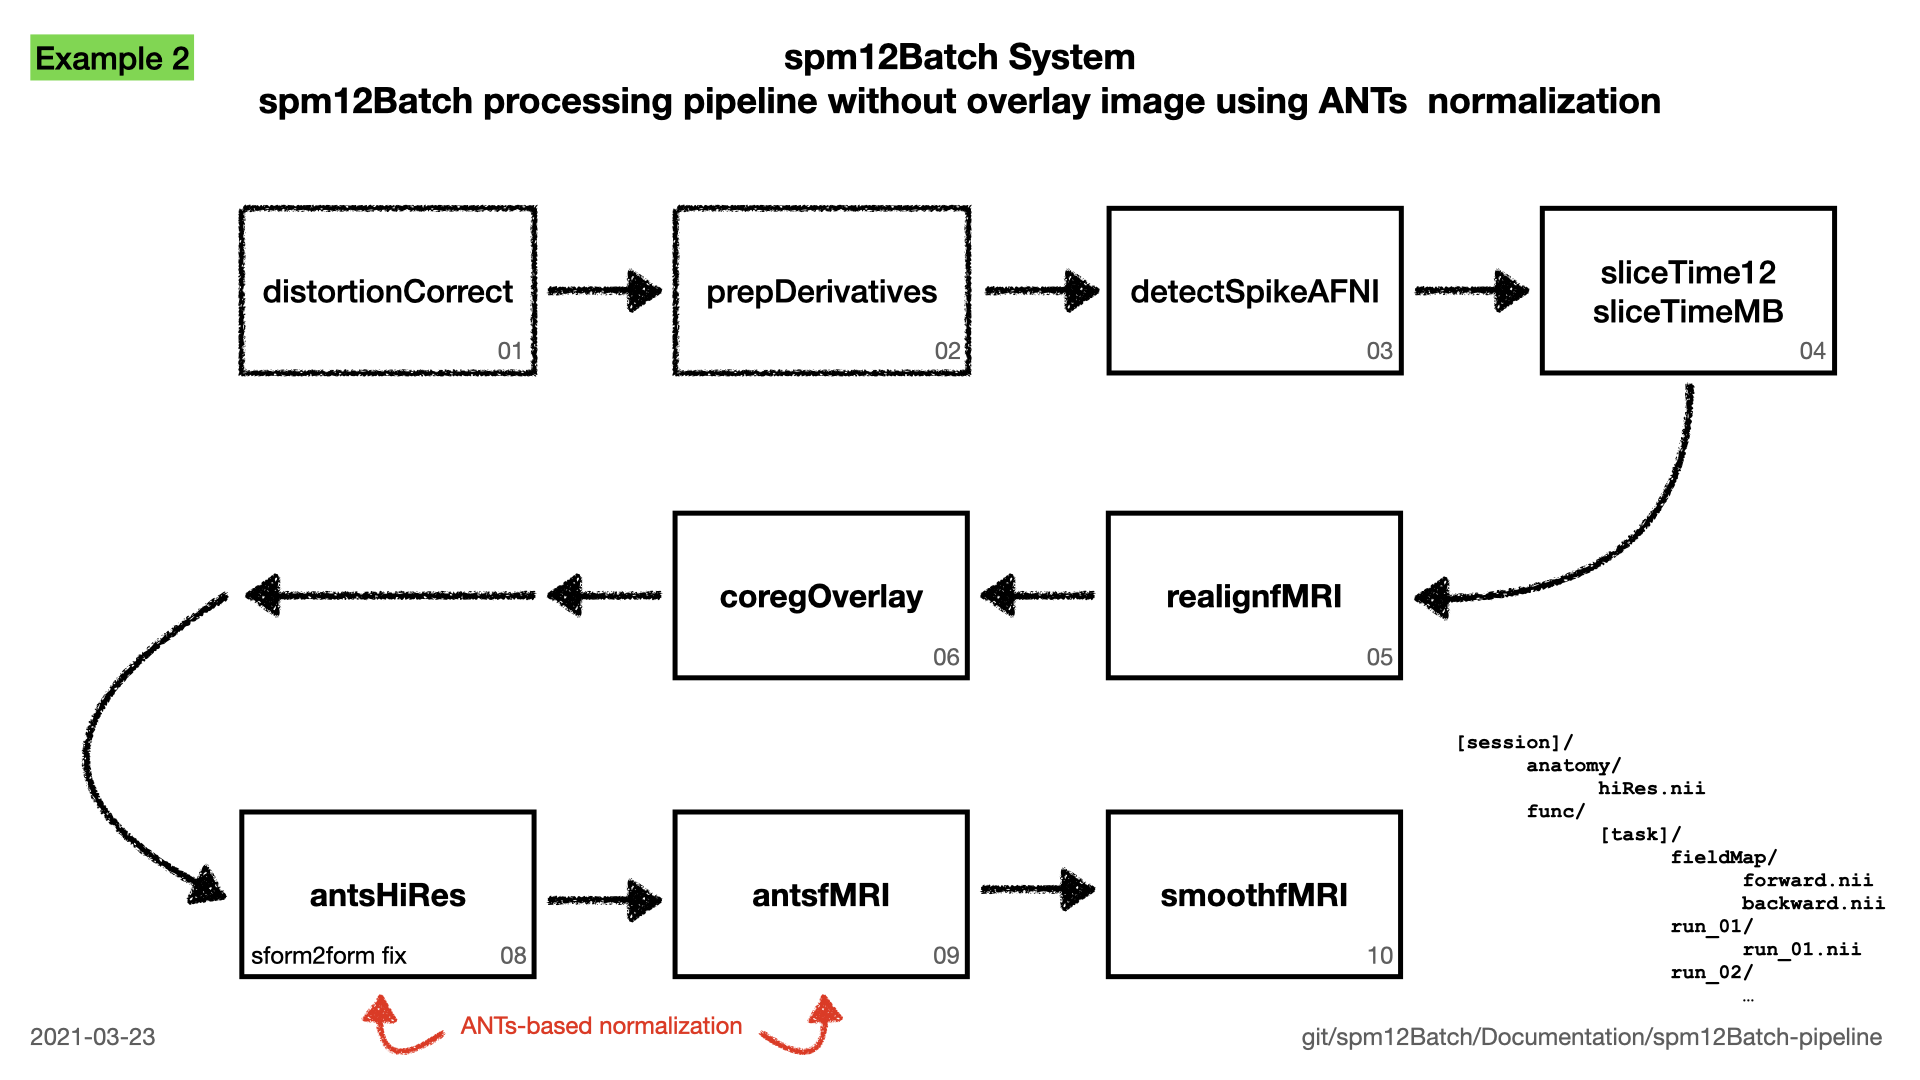 Example 2
spm12Batch System
spm12Batch processing pipeline without overlay image using ANTs  normalization
distortionCorrect
01
prepDerivatives
02
detectSpikeAFNI
03
sliceTime12
sliceTimeMB
04
coregOverlay
06
realignfMRI
05
antsHiRes
sform2form fix
08
antsfMRI
09
smoothfMRI
10
[session]/
anatomy/
hiRes.nii
func/
[task]/
fieldMap/
forward.nii
backward.nii
run_01/
run_01.nii
run_02/
…
ANTs-based normalization
2021-03-23
git/spm12Batch/Documentation/spm12Batch-pipeline